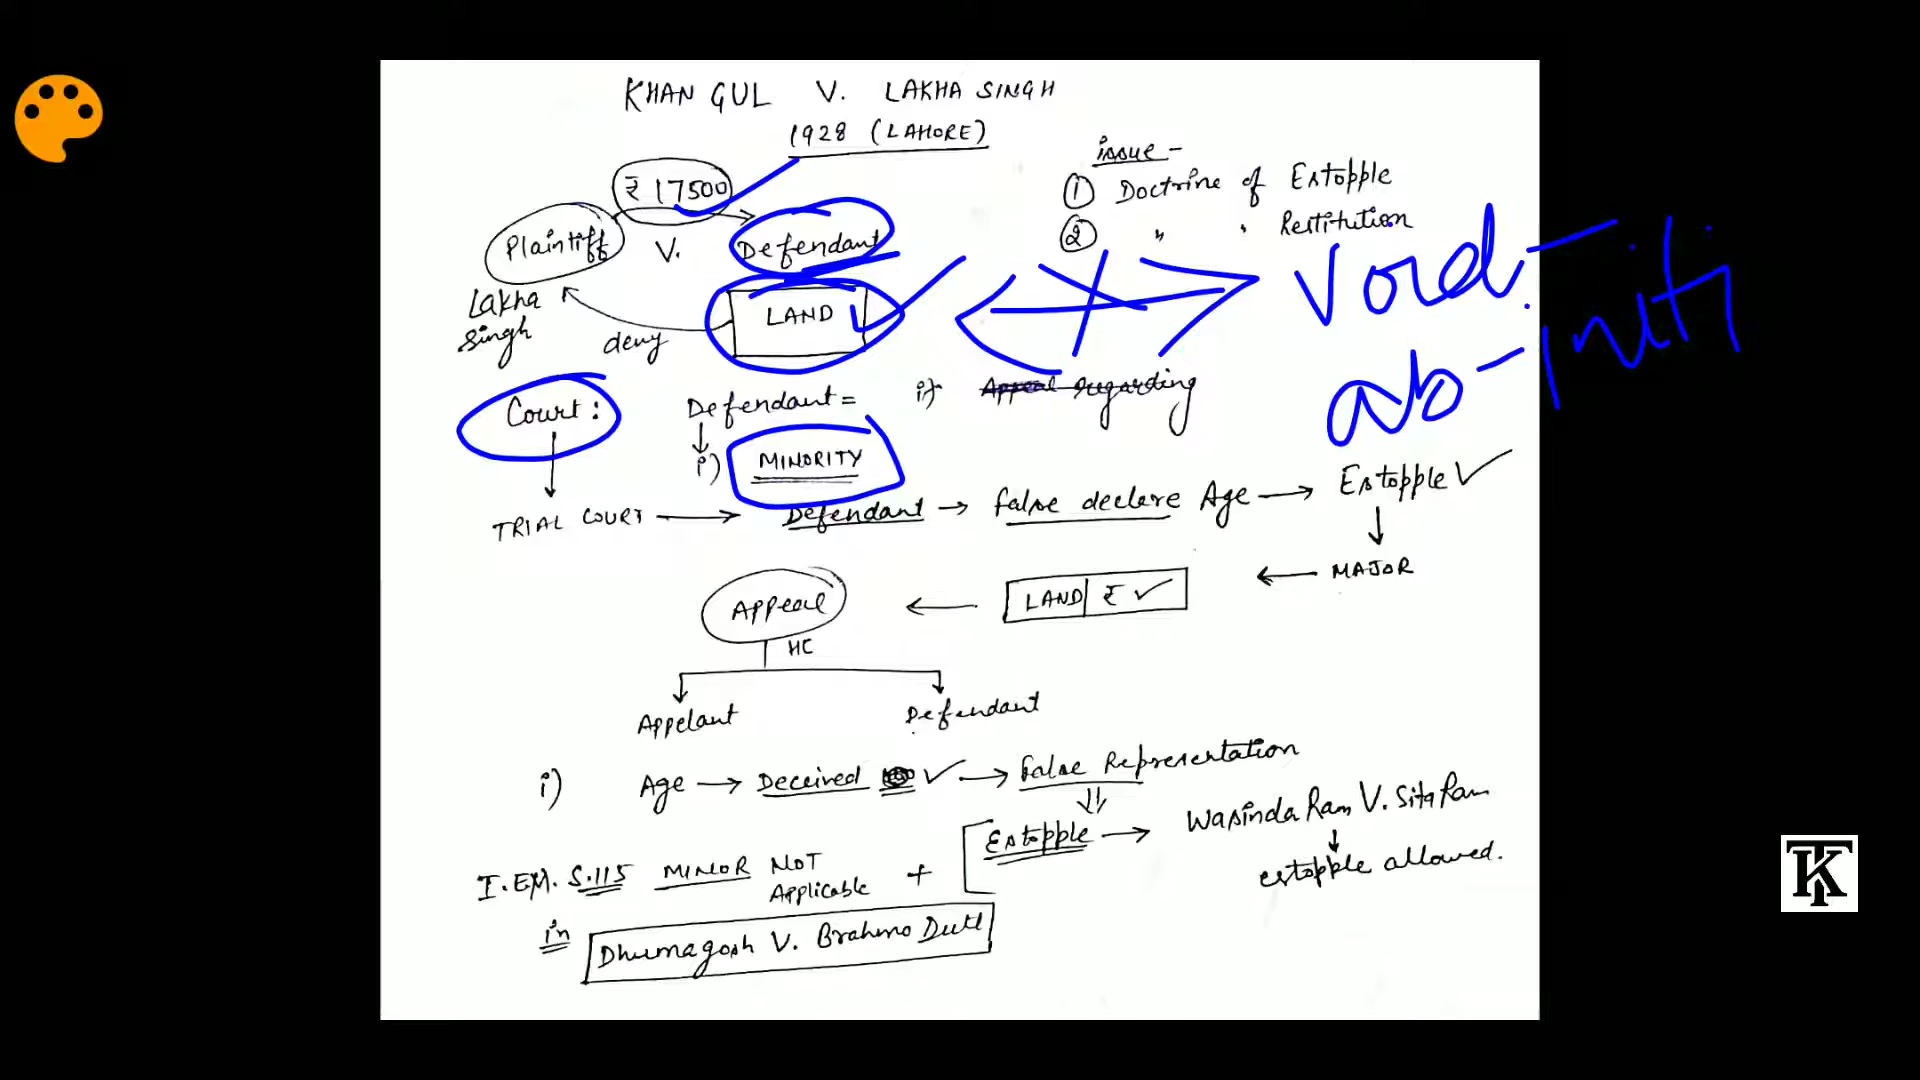 KHAN GUL V. LAKHA SINGH
1928 (LAHORE)
issue -
① Doctrine of Estopple
② " " Restitution
₹ 17500
Plaintiff V. Defendant
Lakha Singh
LAND
deny
Void-
ab-initi
Court: Defendant =
i) MINORITY
ii) Appeal regarding
TRIAL COURT → Defendant → false declere Age → Estopple ✓
↓
← MAJOR
Appeal ← LAND | ₹ ✓
HC
Appelant Defendant
i) Age → Deceived ✓ → False Representation
Estopple → Wasinda Ram V. Sita Ram
↓
estopple allowed.
S.115 MINOR NOT Applicable +
in Dhurmagosh V. Brahmo Dutt
TK